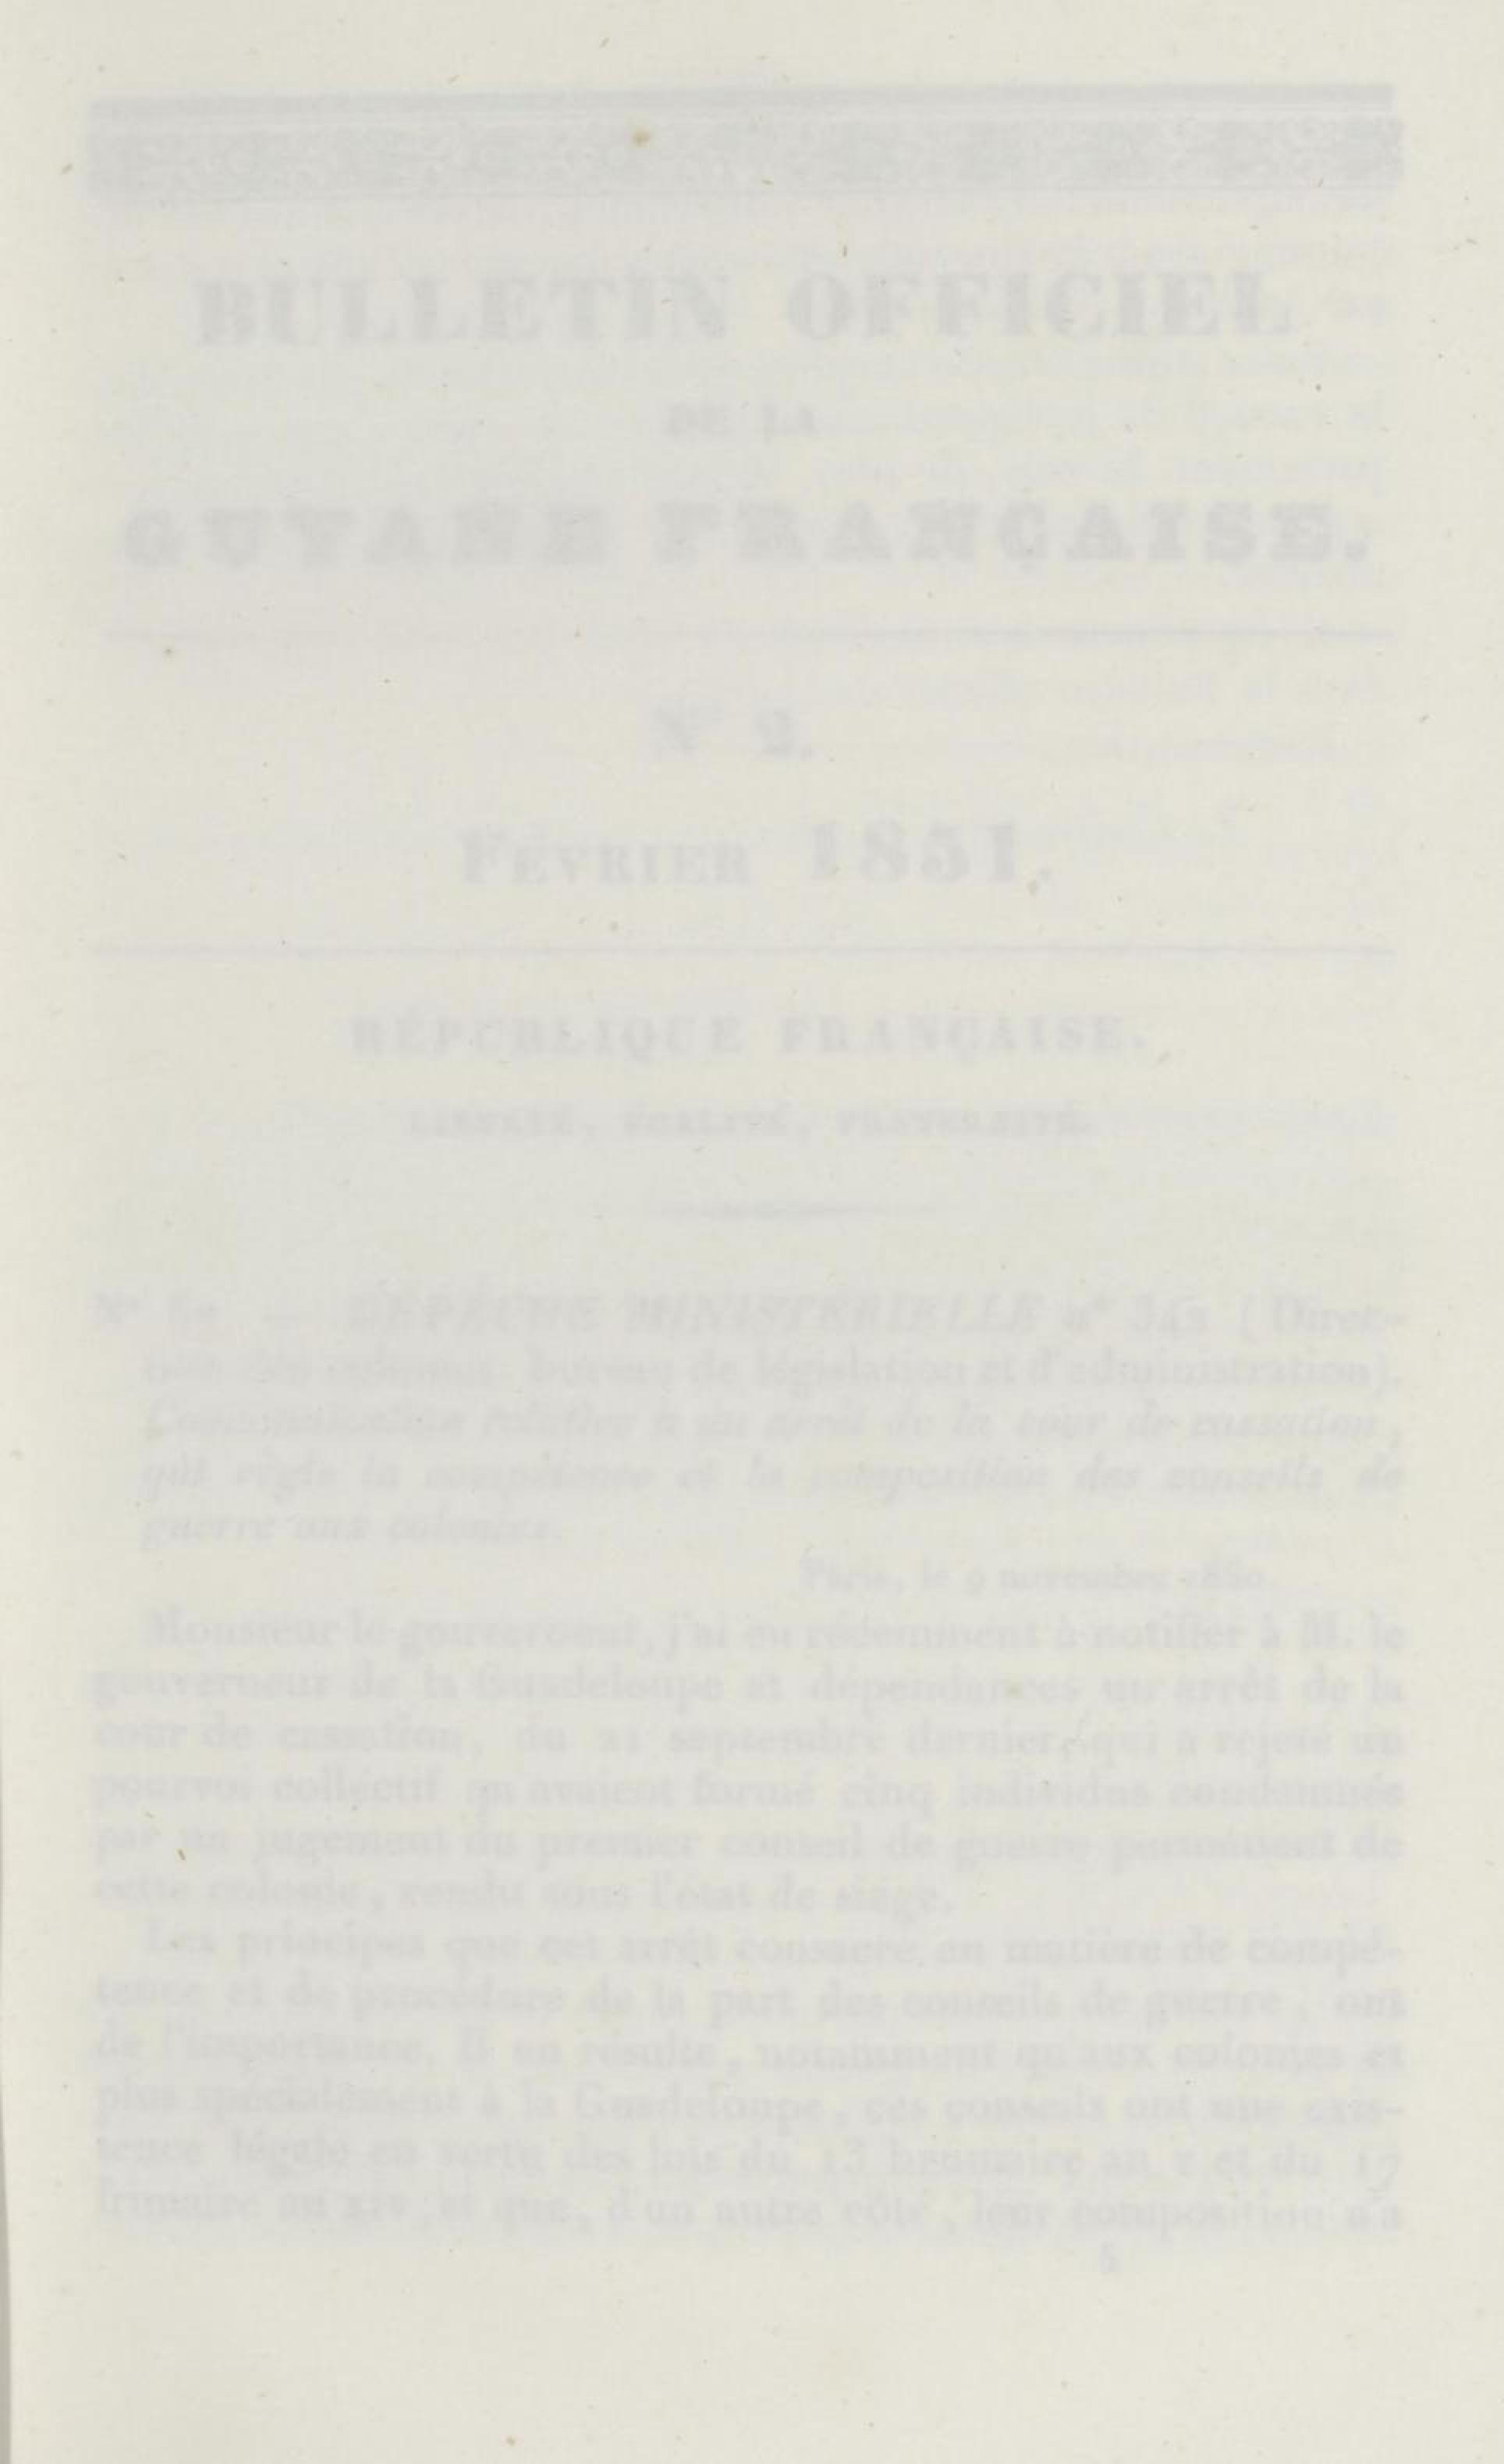 BULLETIN OFFICIEL
DE LA
GUYANE FRANÇAISE.
N° 2.
FÉVRIER 1851.
RÉPUBLIQUE FRANÇAISE.
LIBERTÉ, ÉGALITÉ, FRATERNITÉ.
N° — DÉPÊCHE MINISTÉRIELLE n° 342 (Direc-
tion des colonies: bureau de législation et d'administration).
Communication relative à un arrêt de la cour de cassation,
qui règle la compétence et la composition des conseils de
guerre aux colonies.
Paris, le 9 novembre 1850.
Monsieur le gouverneur, j'ai eu récemment à notifier à M. le
gouverneur de la Guadeloupe et dépendances un arrêt de la
cour de cassation, du 21 septembre dernier, qui a rejeté un
pourvoi collectif qu'avaient formé cinq individus condamnés
par un jugement du premier conseil de guerre permanent de
cette colonie, rendu sous l'état de siége.
Les principes que cet arrêt consacre en matière de compé-
tence et de procédure de la part des conseils de guerre, ont
de l'importance. Il en résulte, notamment qu'aux colonies et
plus spécialement à la Guadeloupe, ces conseils ont une exis-
tence légale en vertu des lois du 13 brumaire an v et du 17
frimaire an xiv, et que, d'un autre côté, leur composition n'a
5